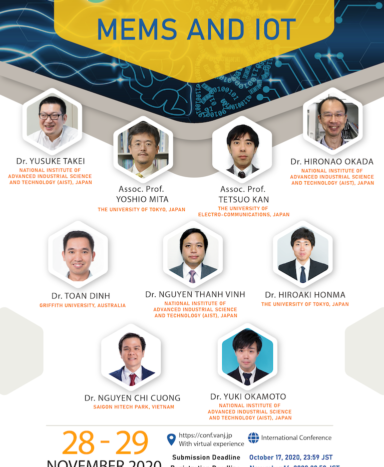 MEMS AND IOT
Dr. YUSUKE TAKEI
NATIONAL INSTITUTE OF
ADVANCED INDUSTRIAL SCIENCE
AND TECHNOLOGY (AIST), JAPAN
Assoc. Prof.
YOSHIO MITA
THE UNIVERSITY OF TOKYO, JAPAN
Assoc. Prof.
TETSUO KAN
THE UNIVERSITY OF
ELECTRO-COMMUNICATIONS, JAPAN
Dr. HIRONAO OKADA
NATIONAL INSTITUTE OF
ADVANCED INDUSTRIAL SCIENCE
AND TECHNOLOGY (AIST), JAPAN
Dr. TOAN DINH
GRIFFITH UNIVERSITY, AUSTRALIA
Dr. NGUYEN THANH VINH
NATIONAL INSTITUTE OF
ADVANCED INDUSTRIAL SCIENCE
AND TECHNOLOGY (AIST), JAPAN
Dr. HIROAKI HONMA
THE UNIVERSITY OF TOKYO, JAPAN
Dr. NGUYEN CHI CUONG
SAIGON HITECH PARK, VIETNAM
Dr. YUKI OKAMOTO
NATIONAL INSTITUTE OF
ADVANCED INDUSTRIAL SCIENCE
AND TECHNOLOGY (AIST), JAPAN
28 - 29
NOVEMBER 2020
https://conf.vanj.jp
With virtual experience
International Conference
Submission Deadline October 17, 2020, 23:59 JST